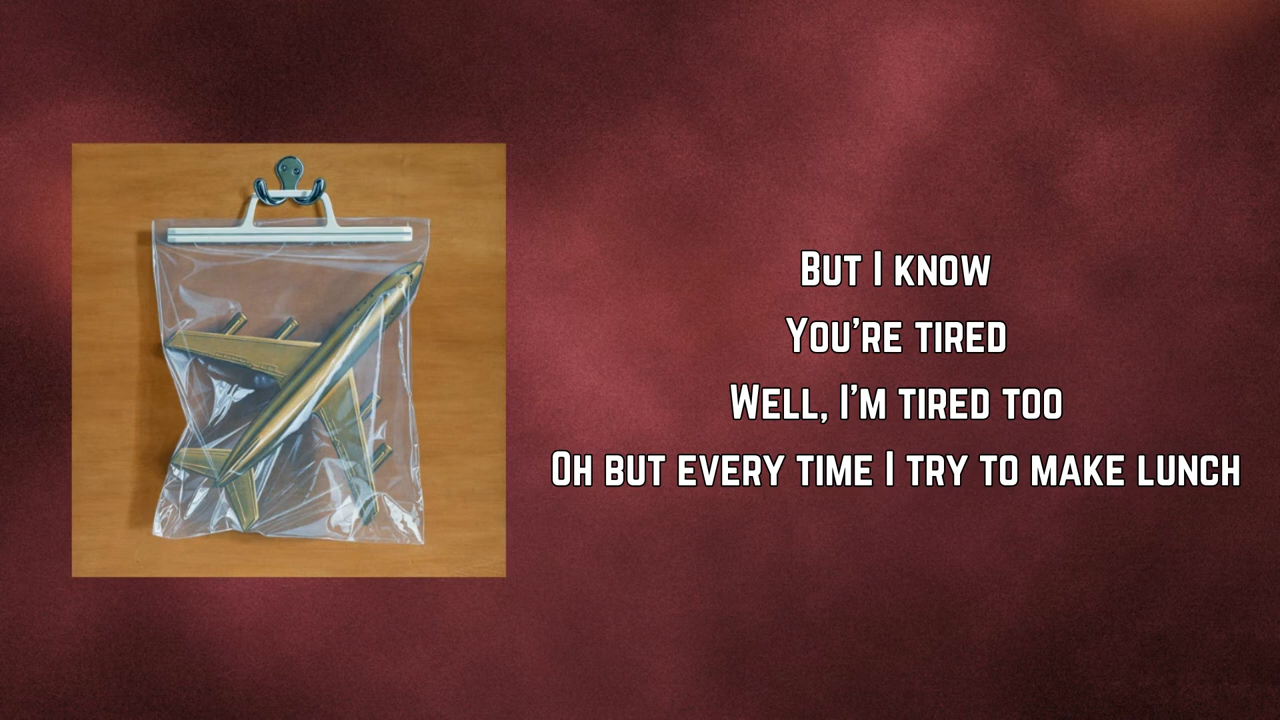 But I know
You're tired
Well, I'm tired too
Oh but every time I try to make lunch